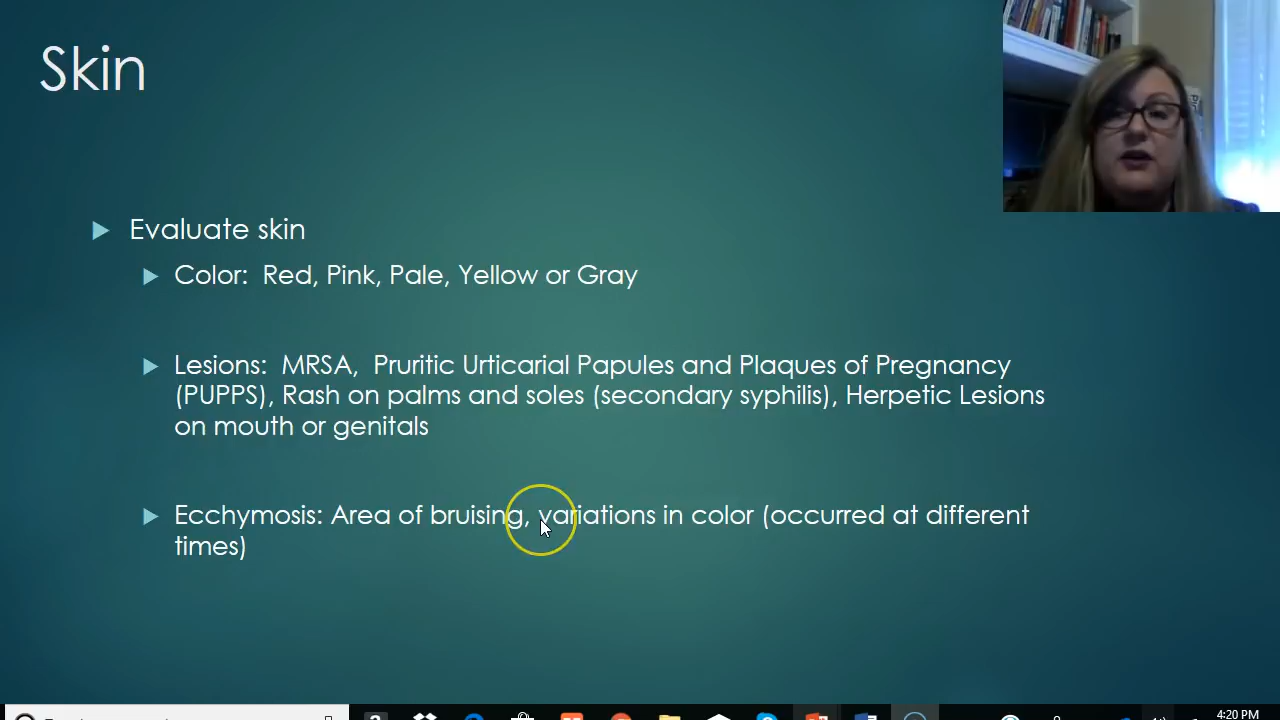 Skin
Evaluate skin
Color: Red, Pink, Pale, Yellow or Gray
Lesions: MRSA, Pruritic Urticarial Papules and Plaques of Pregnancy
(PUPPS), Rash on palms and soles (secondary syphilis), Herpetic Lesions
on mouth or genitals
Ecchymosis: Area of bruising, variations in color (occurred at different
times)
4:20 PM